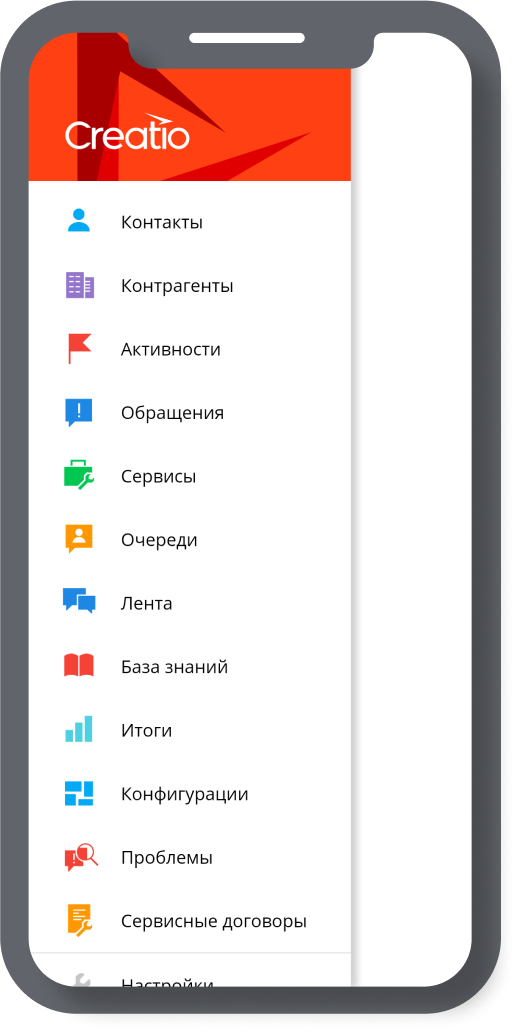 Creatio
Контакты
Контрагенты
Активности
Обращения
Сервисы
Очереди
Лента
База знаний
Итоги
Конфигурации
Проблемы
Сервисные договоры
Настройки